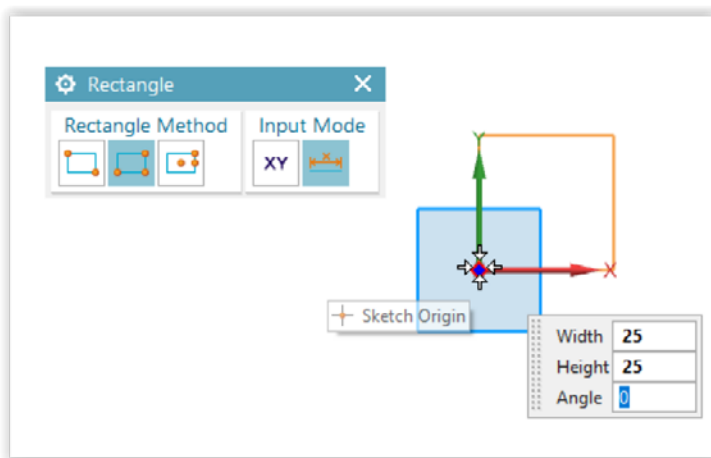 Rectangle
Rectangle Method Input Mode
XY
Y
X
Sketch Origin
Width 25
Height 25
Angle 0